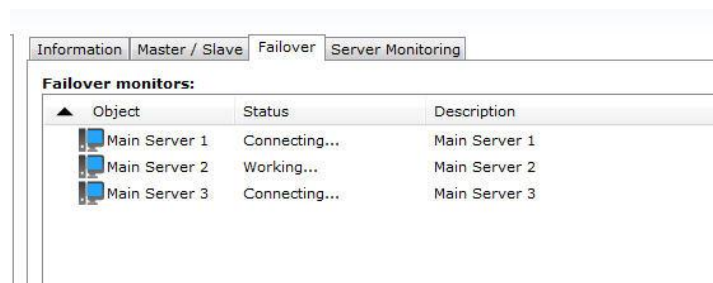 Information Master / Slave Failover Server Monitoring
Failover monitors:
Object Status Description
Main Server 1 Connecting... Main Server 1
Main Server 2 Working... Main Server 2
Main Server 3 Connecting... Main Server 3